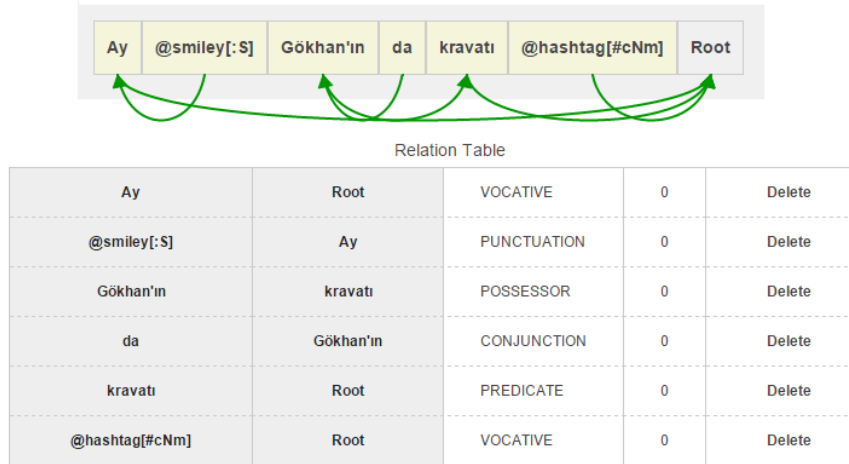 Ay @smiley[:S] Gökhan'ın da kravatı @hashtag[#cNm] Root
Relation Table
Ay Root VOCATIVE 0 Delete
@smiley[:S] Ay PUNCTUATION 0 Delete
Gökhan'ın kravatı POSSESSOR 0 Delete
da Gökhan'ın CONJUNCTION 0 Delete
kravatı Root PREDICATE 0 Delete
@hashtag[#cNm] Root VOCATIVE 0 Delete